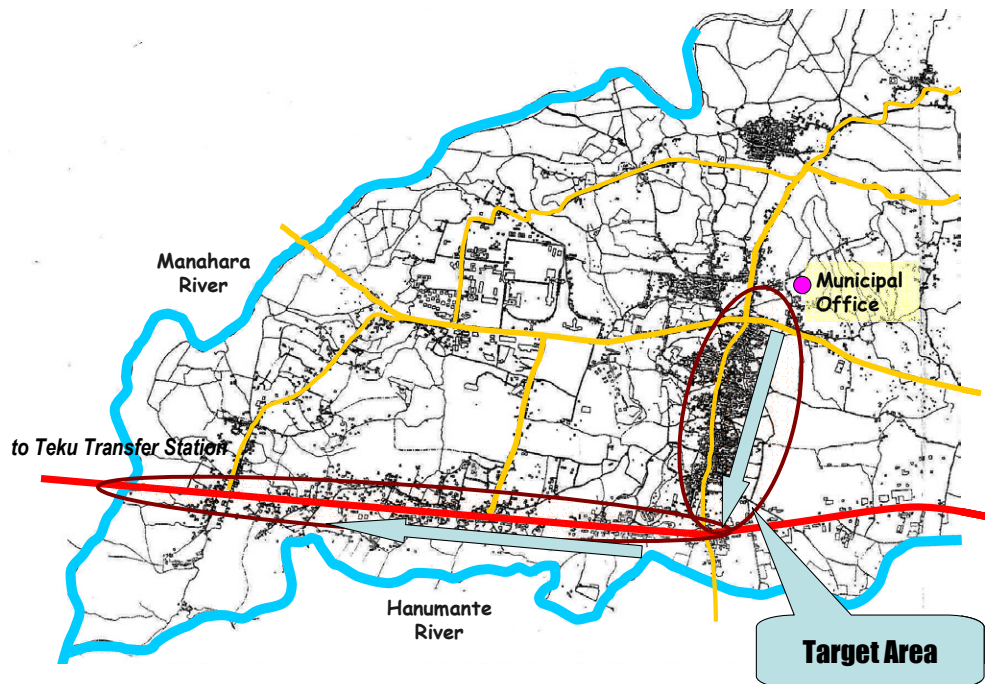 Manahara
River
Municipal
Office
to Teku Transfer Station
Hanumante
River
Target Area